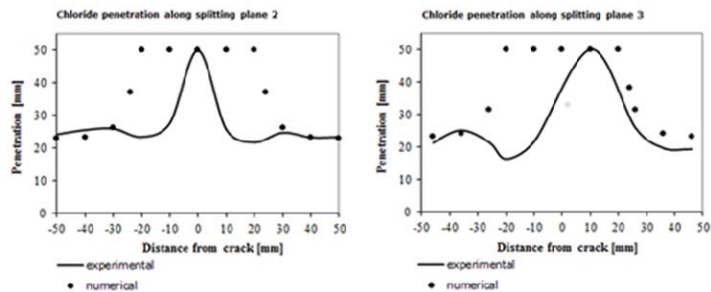 Chloride penetration along splitting plane 2
Penetration [mm]
50
40
30
20
10
0
-50 -40 -30 -20 -10 0 10 20 30 40 50
Distance from crack [mm]
experimental
numerical
Chloride penetration along splitting plane 3
Penetration [mm]
50
40
30
20
10
0
-50 -40 -30 -20 -10 0 10 20 30 40 50
Distance from crack [mm]
experimental
numerical